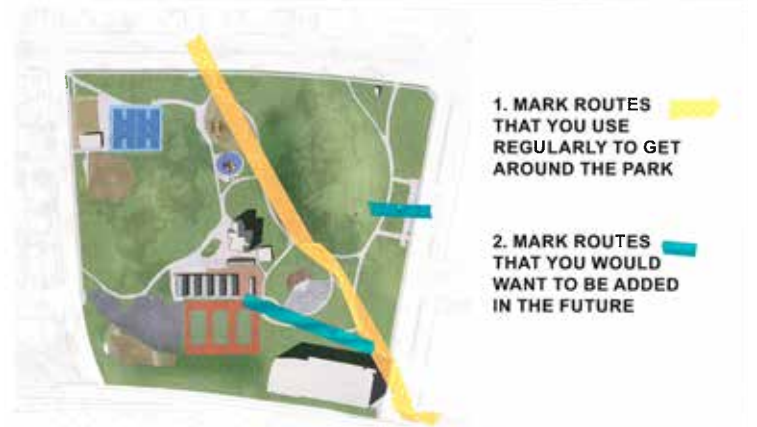 1. MARK ROUTES
THAT YOU USE
REGULARLY TO GET
AROUND THE PARK
2. MARK ROUTES
THAT YOU WOULD
WANT TO BE ADDED
IN THE FUTURE